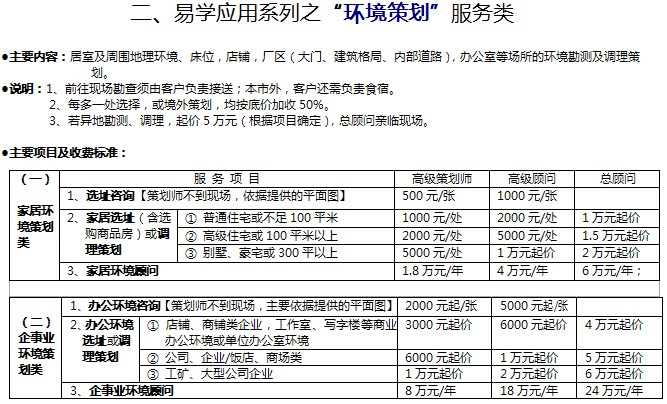 二、易学应用系列之“环境策划”服务类
●主要内容：居室及周围地理环境、床位，店铺，厂区（大门、建筑格局、内部道路），办公室等场所的环境勘测及调理策
划。
●说明：1、前往现场勘查须由客户负责接送；本市外，客户还需负责食宿。
2、每多一处选择，或境外策划，均按底价加收 50%。
3、若异地勘测、调理，起价 5 万元（根据项目确定），总顾问亲临现场。
●主要项目及收费标准：
（一） 服 务 项 目 高级策划师 高级顾问 总顾问
家居环境策划类
1、选址咨询【策划师不到现场，依据提供的平面图】 500 元/张 1000 元/张
2、家居选址（含选购商品房）或调理策划
① 普通住宅或不足 100 平米 1000 元/处 2000 元/处 1 万元起价
② 高级住宅或 100 平米以上 2000 元/处 5000 元/处 1.5 万元起价
③ 别墅、豪宅或 300 平以上 5000 元/处 1 万元起价 2 万元起价
3、家居环境顾问 1.8 万元/年 4 万元/年 6 万元/年；
（二）
企事业环境策划类
1、办公环境咨询【策划师不到现场，主要依据提供的平面图】 2000 元起/张 5000 元起/张
2、办公环境选址或调理策划
① 店铺、商铺类企业，工作室、写字楼等商业 3000 元起价 6000 元起价 4 万元起价
办公环境或单位办公室环境
② 公司、企业/饭店、商场类 6000 元起价 1 万元起价 5 万元起价
③ 工矿、大型公司企业 1 万元起价 2 万元起价 6 万元起价
3、企事业环境顾问 8 万元/年 18 万元/年 24 万元/年